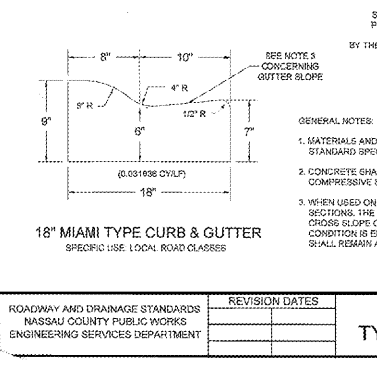 S
P
BY THE
8"
10"
SEE NOTE 3
CONCERNING
GUTTER SLOPE
4" R
9" R
1/2" R
9"
6"
7"
(0.031936 CY/LF)
18"
18" MIAMI TYPE CURB & GUTTER
SPECIFIC USE: LOCAL ROAD CLASSES
GENERAL NOTES:
1. MATERIALS AND
STANDARD SPE
2. CONCRETE SHA
COMPRESSIVE S
3. WHEN USED ON
SECTIONS, THE
CROSS SLOPE O
CONDITION IS E
SHALL REMAIN A
ROADWAY AND DRAINAGE STANDARDS
NASSAU COUNTY PUBLIC WORKS
ENGINEERING SERVICES DEPARTMENT
REVISION DATES
TY